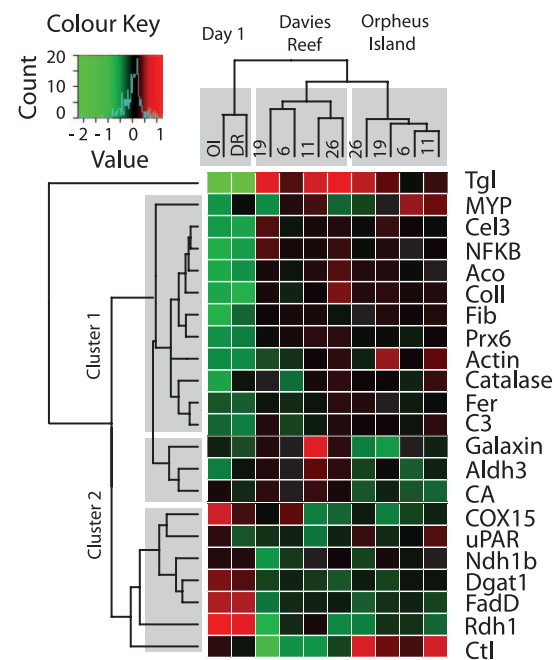 Colour Key
Count
20
10
0
-2 -1 0 1
Value
Day 1
Davies
Reef
Orpheus
Island
OI DR 19 6 11 26 26 19 6 11
Cluster 1
Cluster 2
Tgl
MYP
Cel3
NFKB
Aco
Coll
Fib
Prx6
Actin
Catalase
Fer
C3
Galaxin
Aldh3
CA
COX15
uPAR
Ndh1b
Dgat1
FadD
Rdh1
Ctl